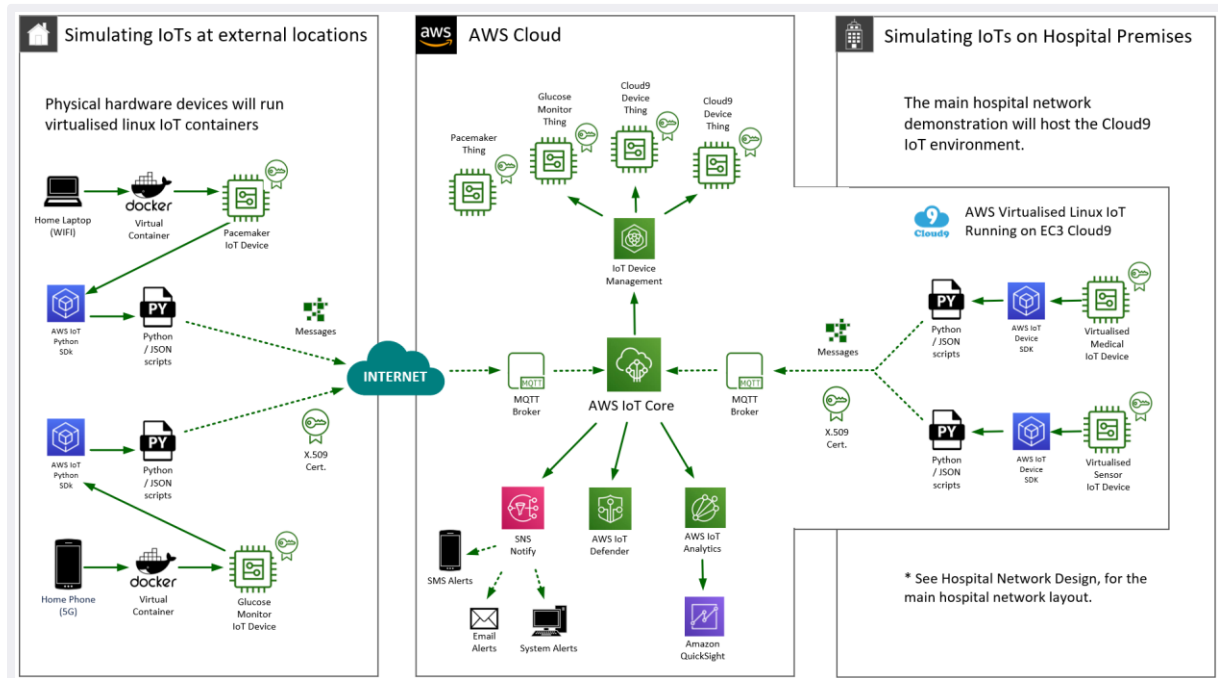 Simulating IoTs at external locations
Physical hardware devices will run
virtualised linux IoT containers
Home Laptop
(WIFI)
docker
Virtual
Container
Pacemaker
IoT Device
AWS IoT
Python
SDk
PY
Python
/ JSON
scripts
Messages
INTERNET
AWS IoT
Python
SDk
PY
Python
/ JSON
scripts
X.509
Cert.
Home Phone
(5G)
docker
Virtual
Container
Glucose
Monitor
IoT Device
aws
AWS Cloud
Pacemaker
Thing
Glucose
Monitor
Thing
Cloud9
Device
Thing
Cloud9
Device
Thing
IoT Device
Management
MQTT
MQTT
Broker
AWS IoT Core
MQTT
MQTT
Broker
SNS
Notify
AWS IoT
Defender
AWS IoT
Analytics
SMS Alerts
Email
Alerts
System Alerts
Amazon
QuickSight
Simulating IoTs on Hospital Premises
The main hospital network
demonstration will host the Cloud9
IoT environment.
9
Cloud9
AWS Virtualised Linux IoT
Running on EC3 Cloud9
Messages
X.509
Cert.
PY
Python
/ JSON
scripts
AWS IoT
Device
SDK
Virtualised
Medical
IoT Device
PY
Python
/ JSON
scripts
AWS IoT
Device
SDK
Virtualised
Sensor
IoT Device
* See Hospital Network Design, for the
main hospital network layout.